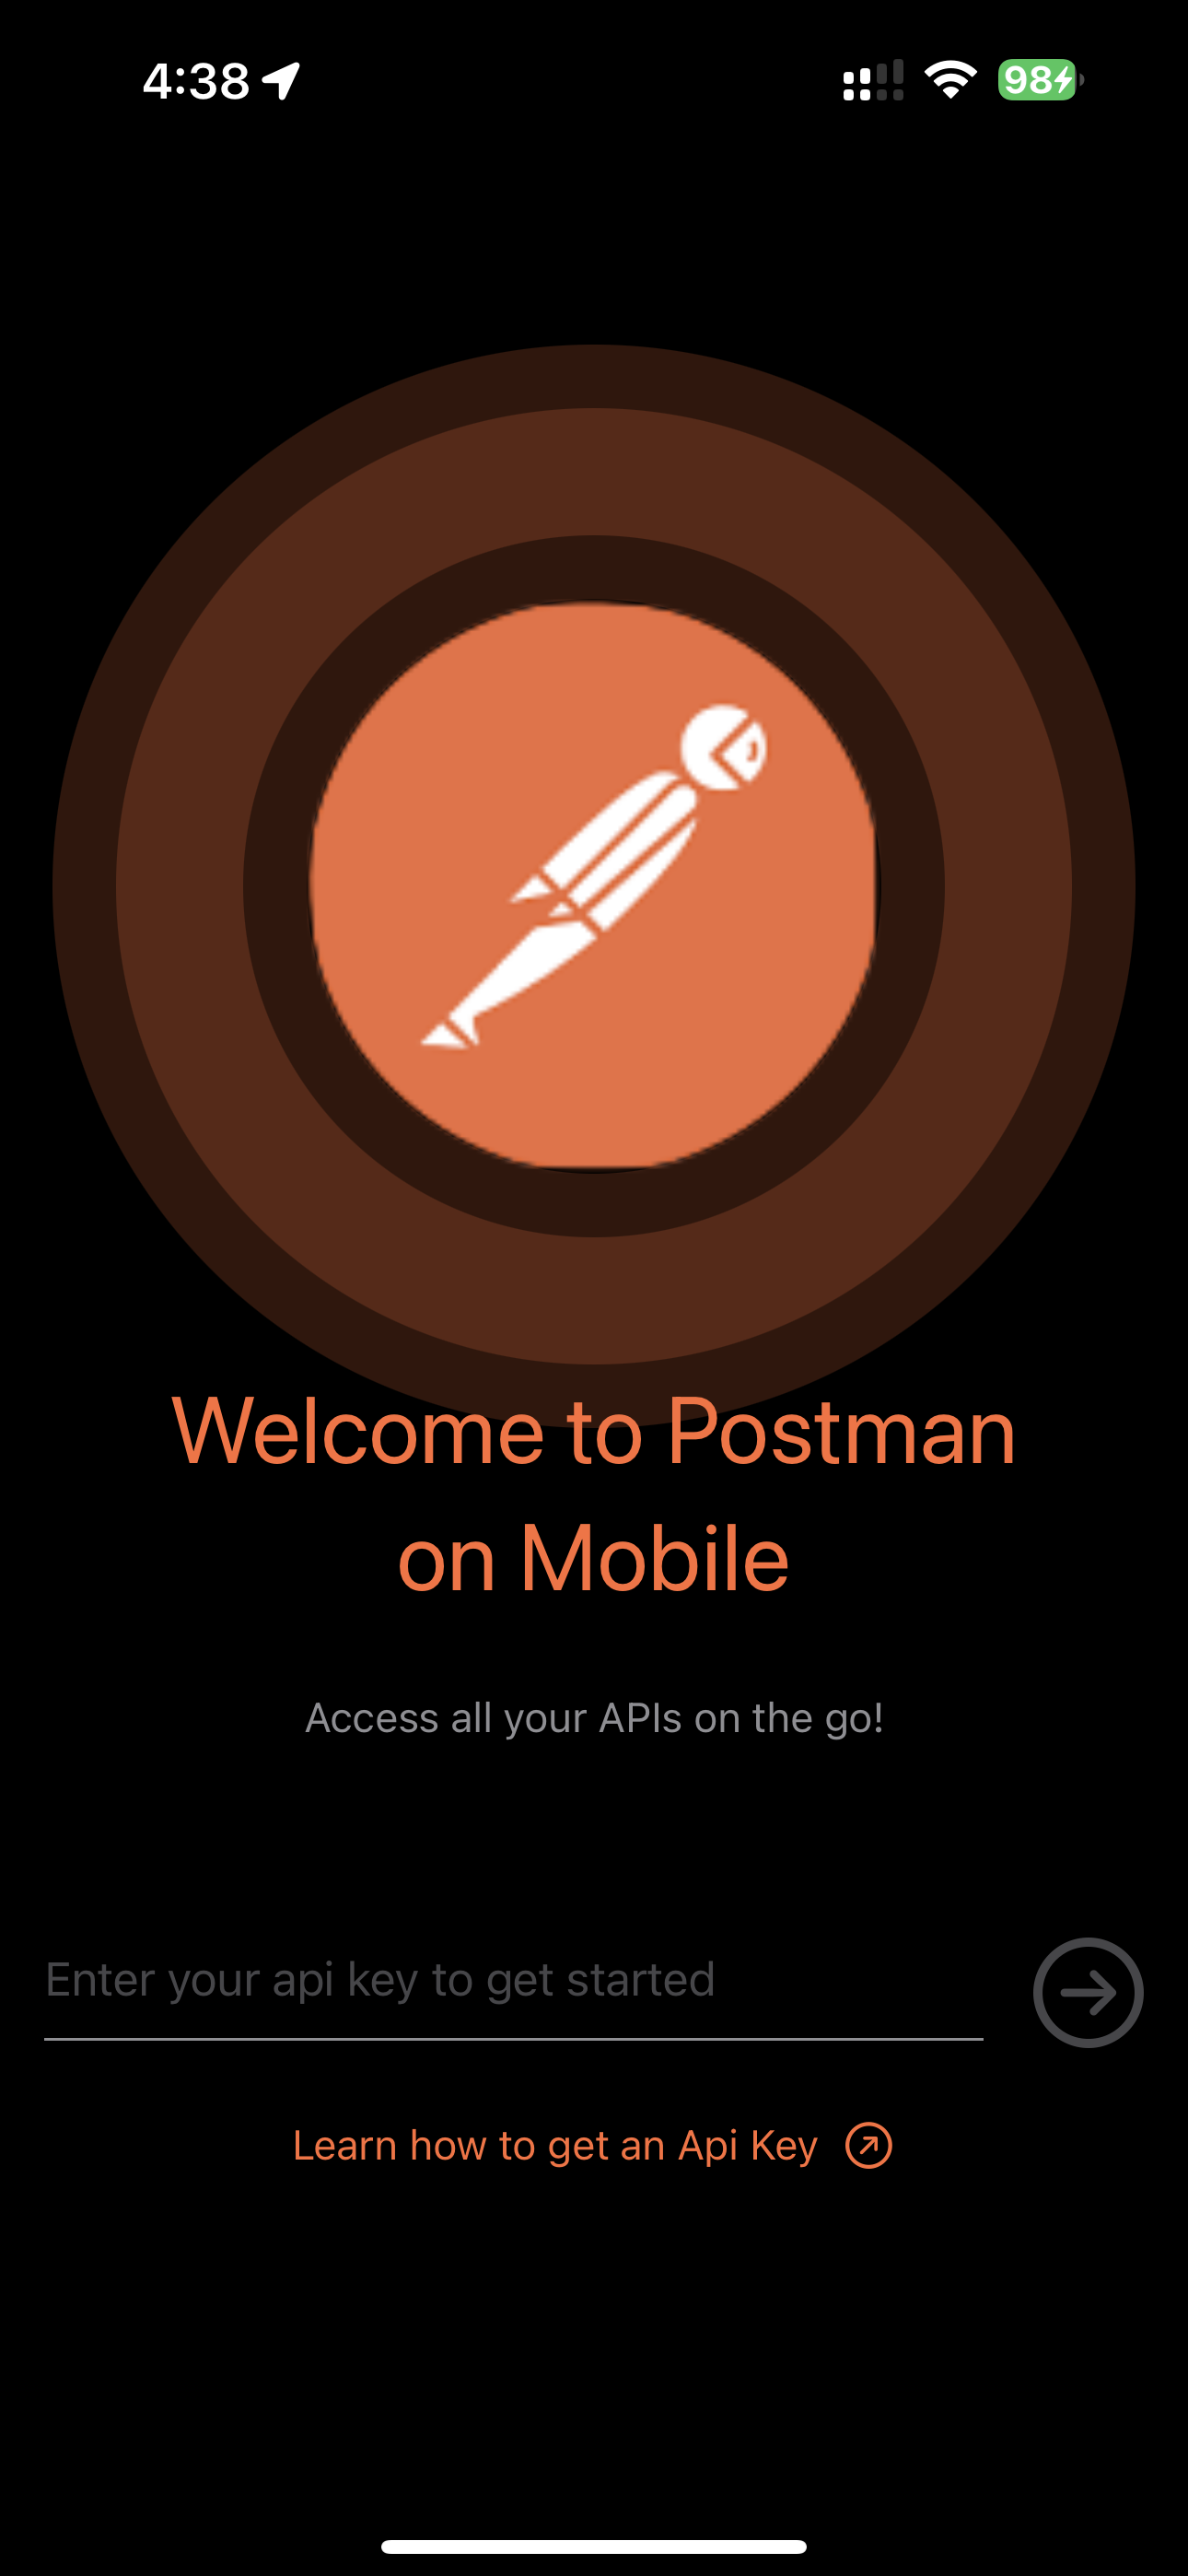 4:38
98
Welcome to Postman
on Mobile
Access all your APIs on the go!
Enter your api key to get started
Learn how to get an Api Key